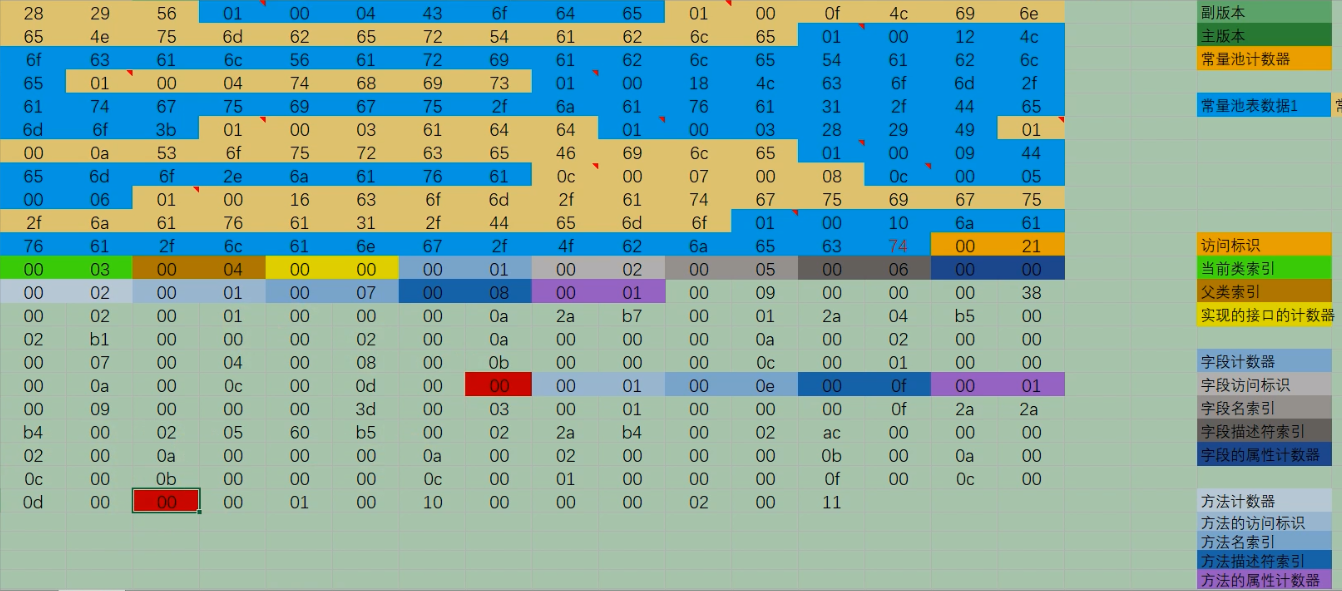 28 29 56 01 00 04 43 6f 64 65 01 00 0f 4c 69 6e 副版本
65 4e 75 6d 62 65 72 54 61 62 6c 65 01 00 12 4c 主版本
6f 63 61 6c 56 61 72 69 61 62 6c 65 54 61 62 6c 常量池计数器
65 01 00 04 74 68 69 73 01 00 18 4c 63 6f 6d 2f
61 74 67 75 69 67 75 2f 6a 61 76 61 31 2f 44 65 常量池表数据1
6d 6f 3b 01 00 03 61 64 64 01 00 03 28 29 49 01
00 0a 53 6f 75 72 63 65 46 69 6c 65 01 00 09 44
65 6d 6f 2e 6a 61 76 61 0c 00 07 00 08 0c 00 05
00 06 01 00 16 63 6f 6d 2f 61 74 67 75 69 67 75
2f 6a 61 76 61 31 2f 44 65 6d 6f 01 00 10 6a 61
76 61 2f 6c 61 6e 67 2f 4f 62 6a 65 63 74 00 21 访问标识
00 03 00 04 00 00 00 01 00 02 00 05 00 06 00 00 当前类索引
00 02 00 01 00 07 00 08 00 01 00 09 00 00 00 38 父类索引
00 02 00 01 00 00 00 0a 2a b7 00 01 2a 04 b5 00 实现的接口的计数器
02 b1 00 00 00 02 00 0a 00 00 00 0a 00 02 00 00
00 07 00 04 00 08 00 0b 00 00 00 0c 00 01 00 00 字段计数器
00 0a 00 0c 00 0d 00 00 00 01 00 0e 00 0f 00 01 字段访问标识
00 09 00 00 00 3d 00 03 00 01 00 00 00 0f 2a 2a 字段名索引
b4 00 02 05 60 b5 00 02 2a b4 00 02 ac 00 00 00 字段描述符索引
02 00 0a 00 00 00 0a 00 02 00 00 00 0b 00 0a 00 字段的属性计数器
0c 00 0b 00 00 00 0c 00 01 00 00 00 0f 00 0c 00
0d 00 00 00 01 00 10 00 00 00 02 00 11 方法计数器
方法的访问标识
方法名索引
方法描述符索引
方法的属性计数器